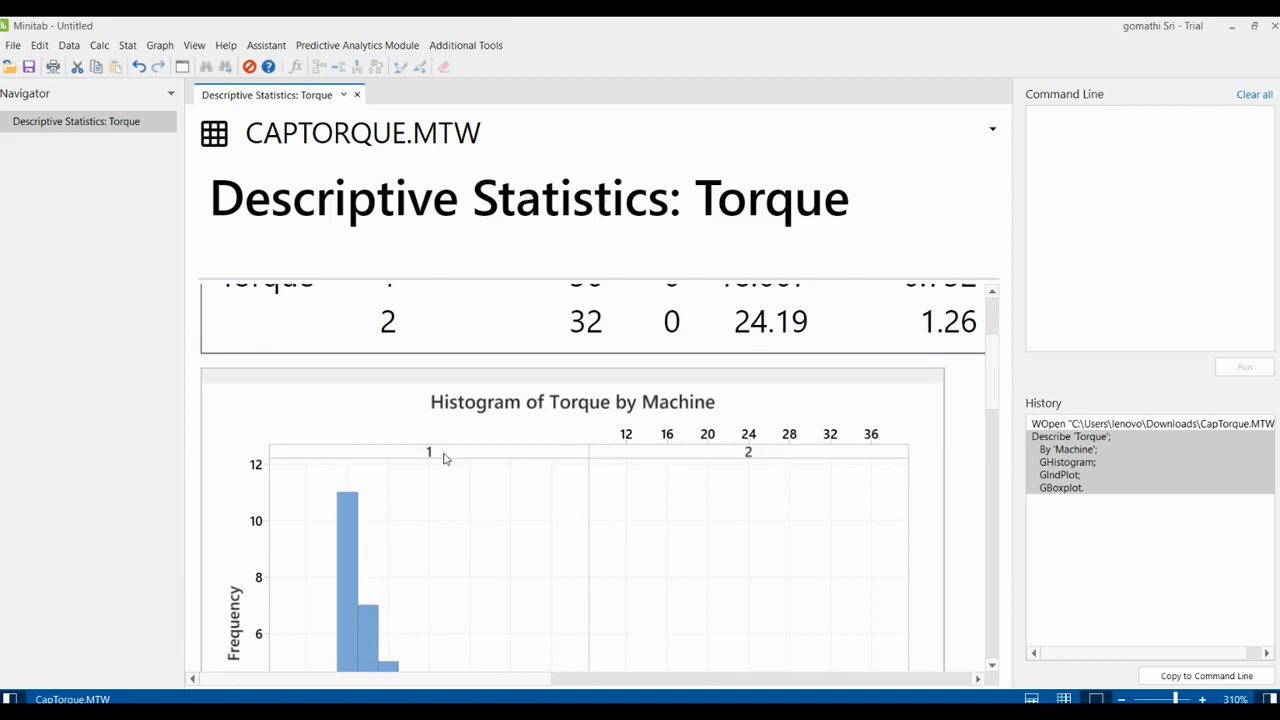 Minitab - Untitled
gomathi Sri - Trial
File Edit Data Calc Stat Graph View Help Assistant Predictive Analytics Module Additional Tools
Navigator
Descriptive Statistics: Torque
Descriptive Statistics: Torque
CAPTORQUE.MTW
Descriptive Statistics: Torque
2 32 0 24.19 1.26
Histogram of Torque by Machine
12 16 20 24 28 32 36
1 2
12
10
8
6
Frequency
Command Line Clear all
Run
History
WOpen "C:\Users\lenovo\Downloads\CapTorque.MTW
Describe 'Torque';
By 'Machine';
GHistogram;
GIndPlot;
GBoxplot.
Copy to Command Line
CapTorque.MTW
310%